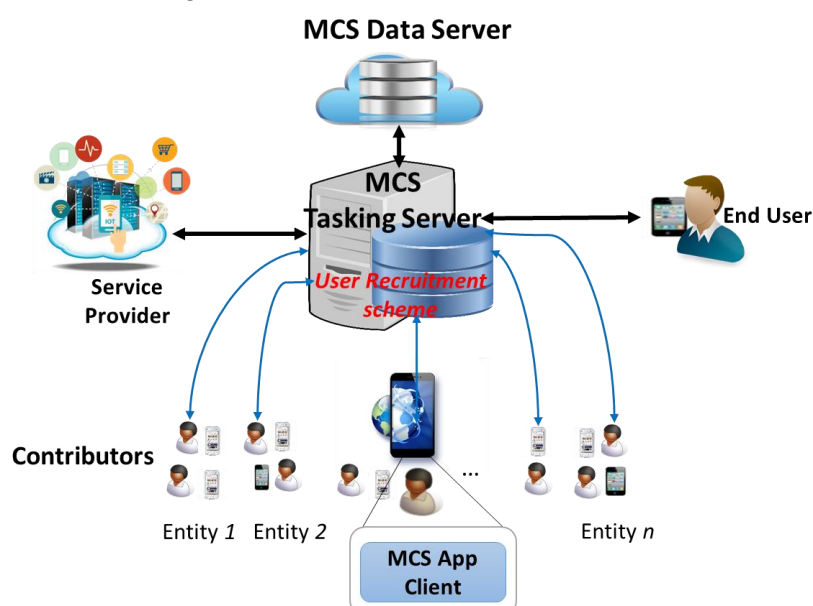 MCS Data Server
MCS
Tasking Server
End User
IOT
User Recruitment
scheme
Service
Provider
Contributors
...
Entity 1
Entity 2
Entity n
MCS App
Client